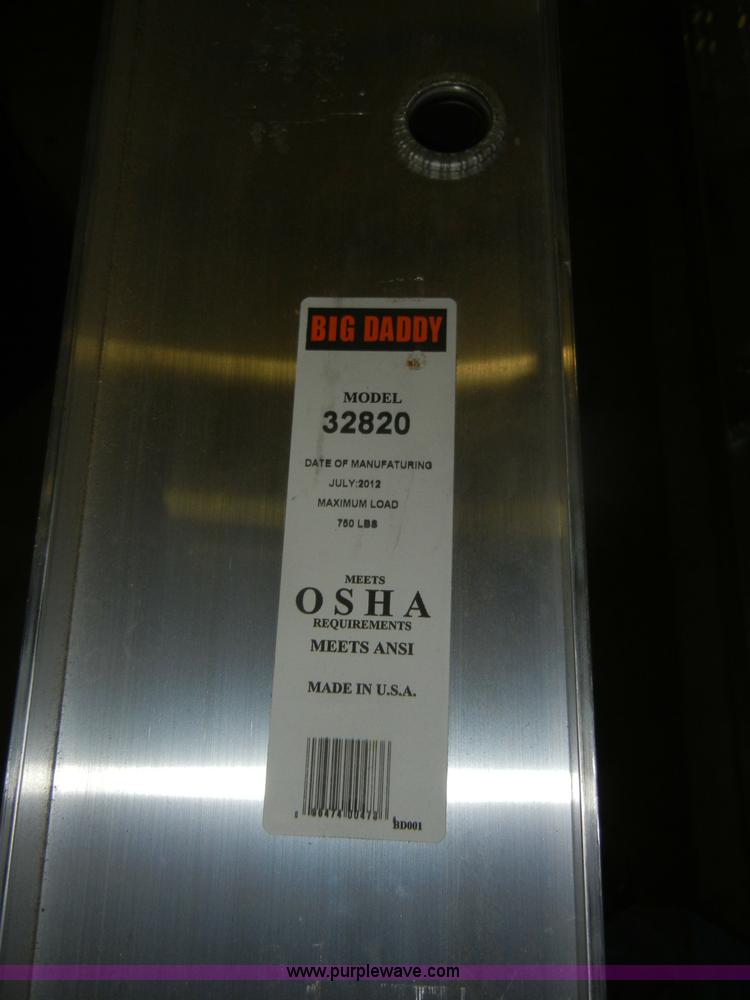 BIG DADDY
MODEL
32820
DATE OF MANUFATURING
JULY:2012
MAXIMUM LOAD
750 LBS
MEETS
OSHA
REQUIREMENTS
MEETS ANSI
MADE IN U.S.A.
BD001
www.purplewave.com